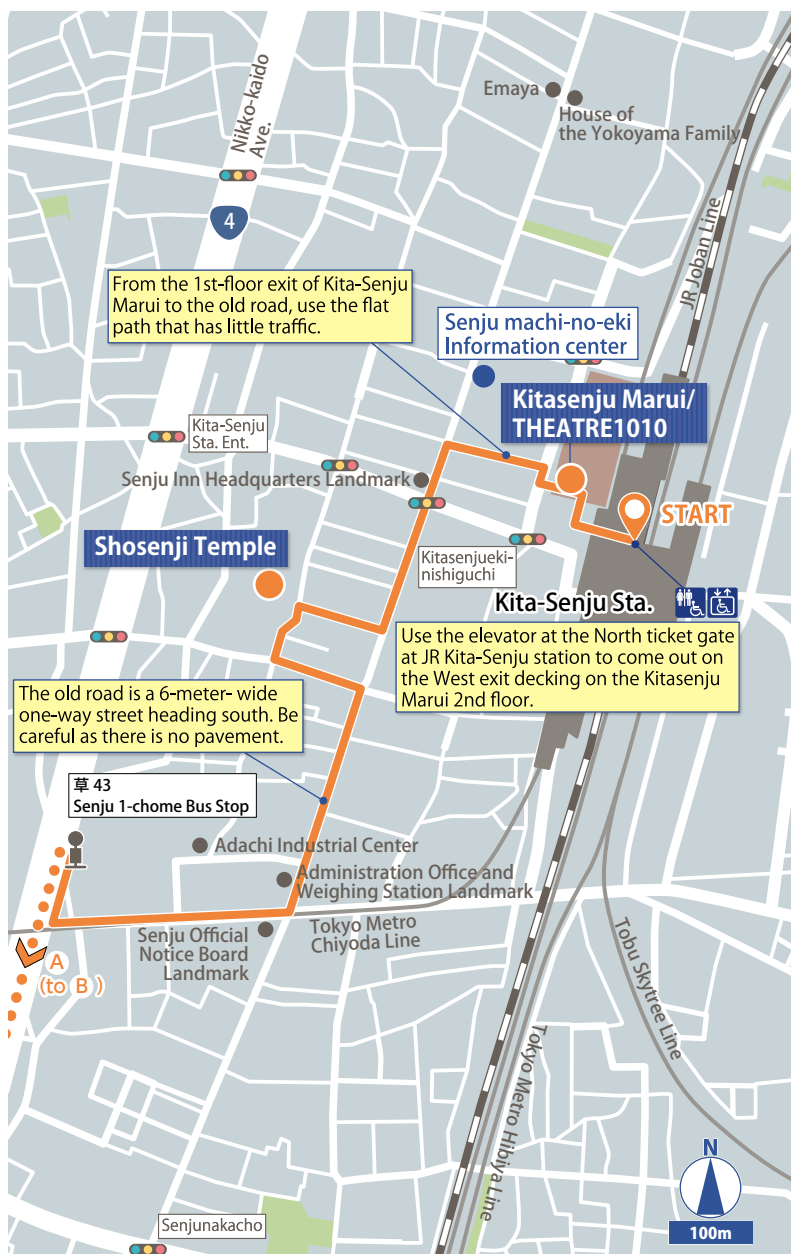 Emaya
House of
the Yokoyama Family
Nikko-kaido
Ave.
4
JR Joban Line
From the 1st-floor exit of Kita-Senju
Marui to the old road, use the flat
path that has little traffic.
Senju machi-no-eki
Information center
Kitasenju Marui/
THEATRE1010
Kita-Senju
Sta. Ent.
Senju Inn Headquarters Landmark
START
Shosenji Temple
Kitasenjueki-
nishiguchi
Kita-Senju Sta.
Use the elevator at the North ticket gate
at JR Kita-Senju station to come out on
the West exit decking on the Kitasenju
Marui 2nd floor.
The old road is a 6-meter- wide
one-way street heading south. Be
careful as there is no pavement.
草 43
Senju 1-chome Bus Stop
Adachi Industrial Center
Administration Office and
Weighing Station Landmark
Tokyo Metro
Chiyoda Line
Senju Official
Notice Board
Landmark
A
(to B )
Tobu Skytree Line
Tokyo Metro Hibiya Line
Senjunakacho
N
100m